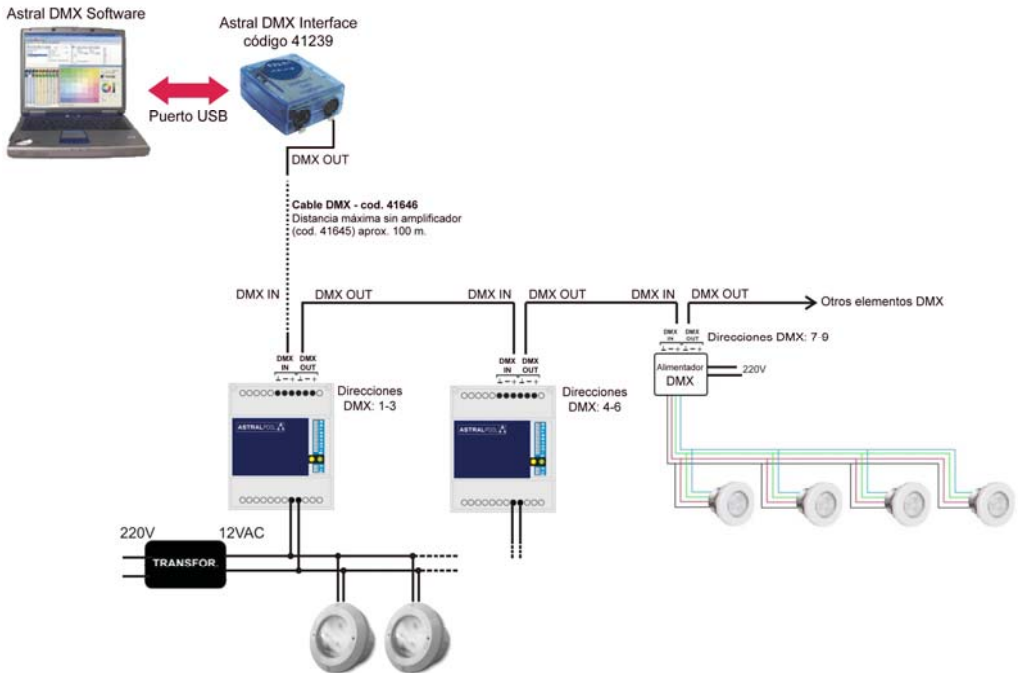 Astral DMX Software
Astral DMX Interface
código 41239
Puerto USB
DMX OUT
Cable DMX - cod. 41646
Distancia máxima sin amplificador
(cod. 41645) aprox. 100 m.
DMX IN
DMX OUT
DMX IN
DMX OUT
DMX IN
DMX OUT
Otros elementos DMX
DMX IN
DMX OUT
Direcciones DMX: 7-9
Alimentador
DMX
220V
DMX IN
DMX OUT
Direcciones
DMX: 1-3
ASTRALPOOL
DMX IN
DMX OUT
Direcciones
DMX: 4-6
ASTRALPOOL
220V
12VAC
TRANSFOR.